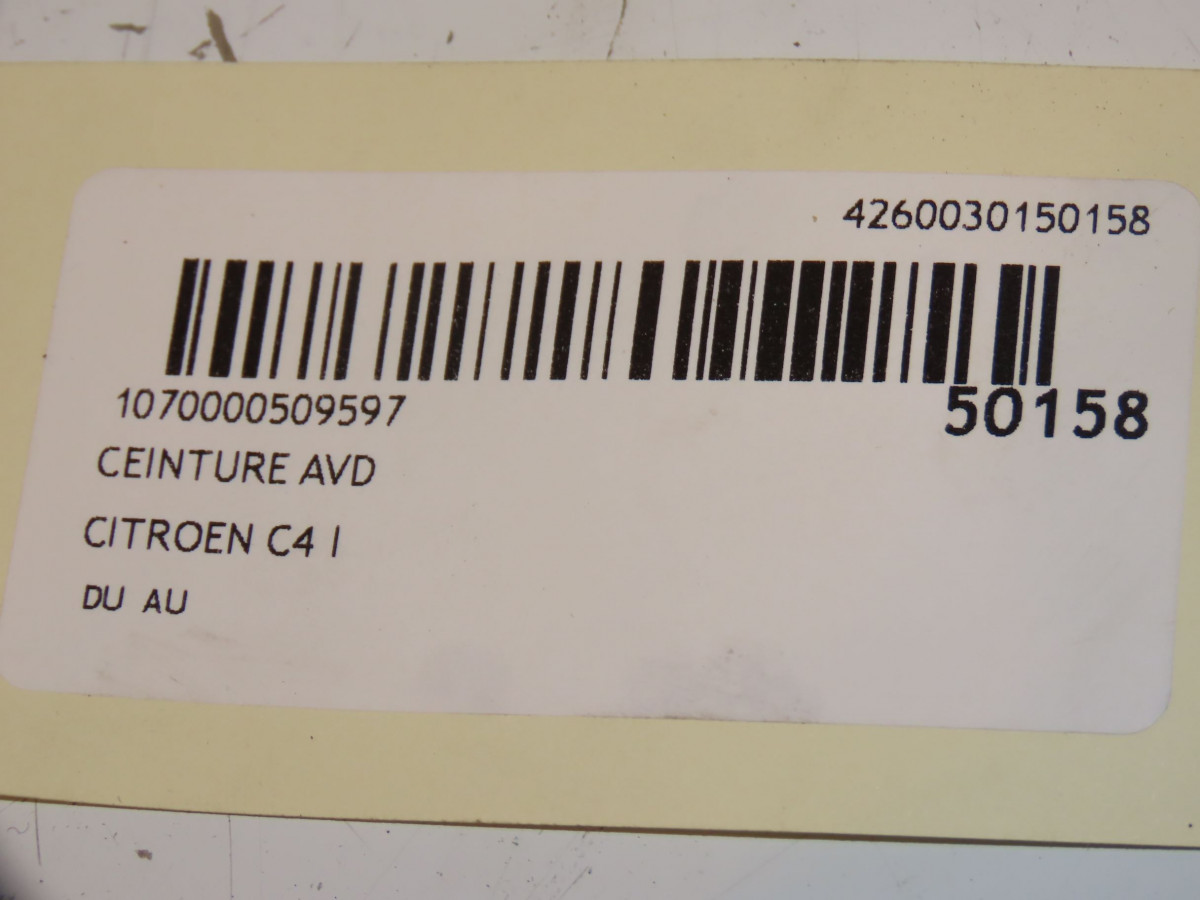 4260030150158
1070000509597
50158
CEINTURE AVD
CITROEN C4 I
DU AU